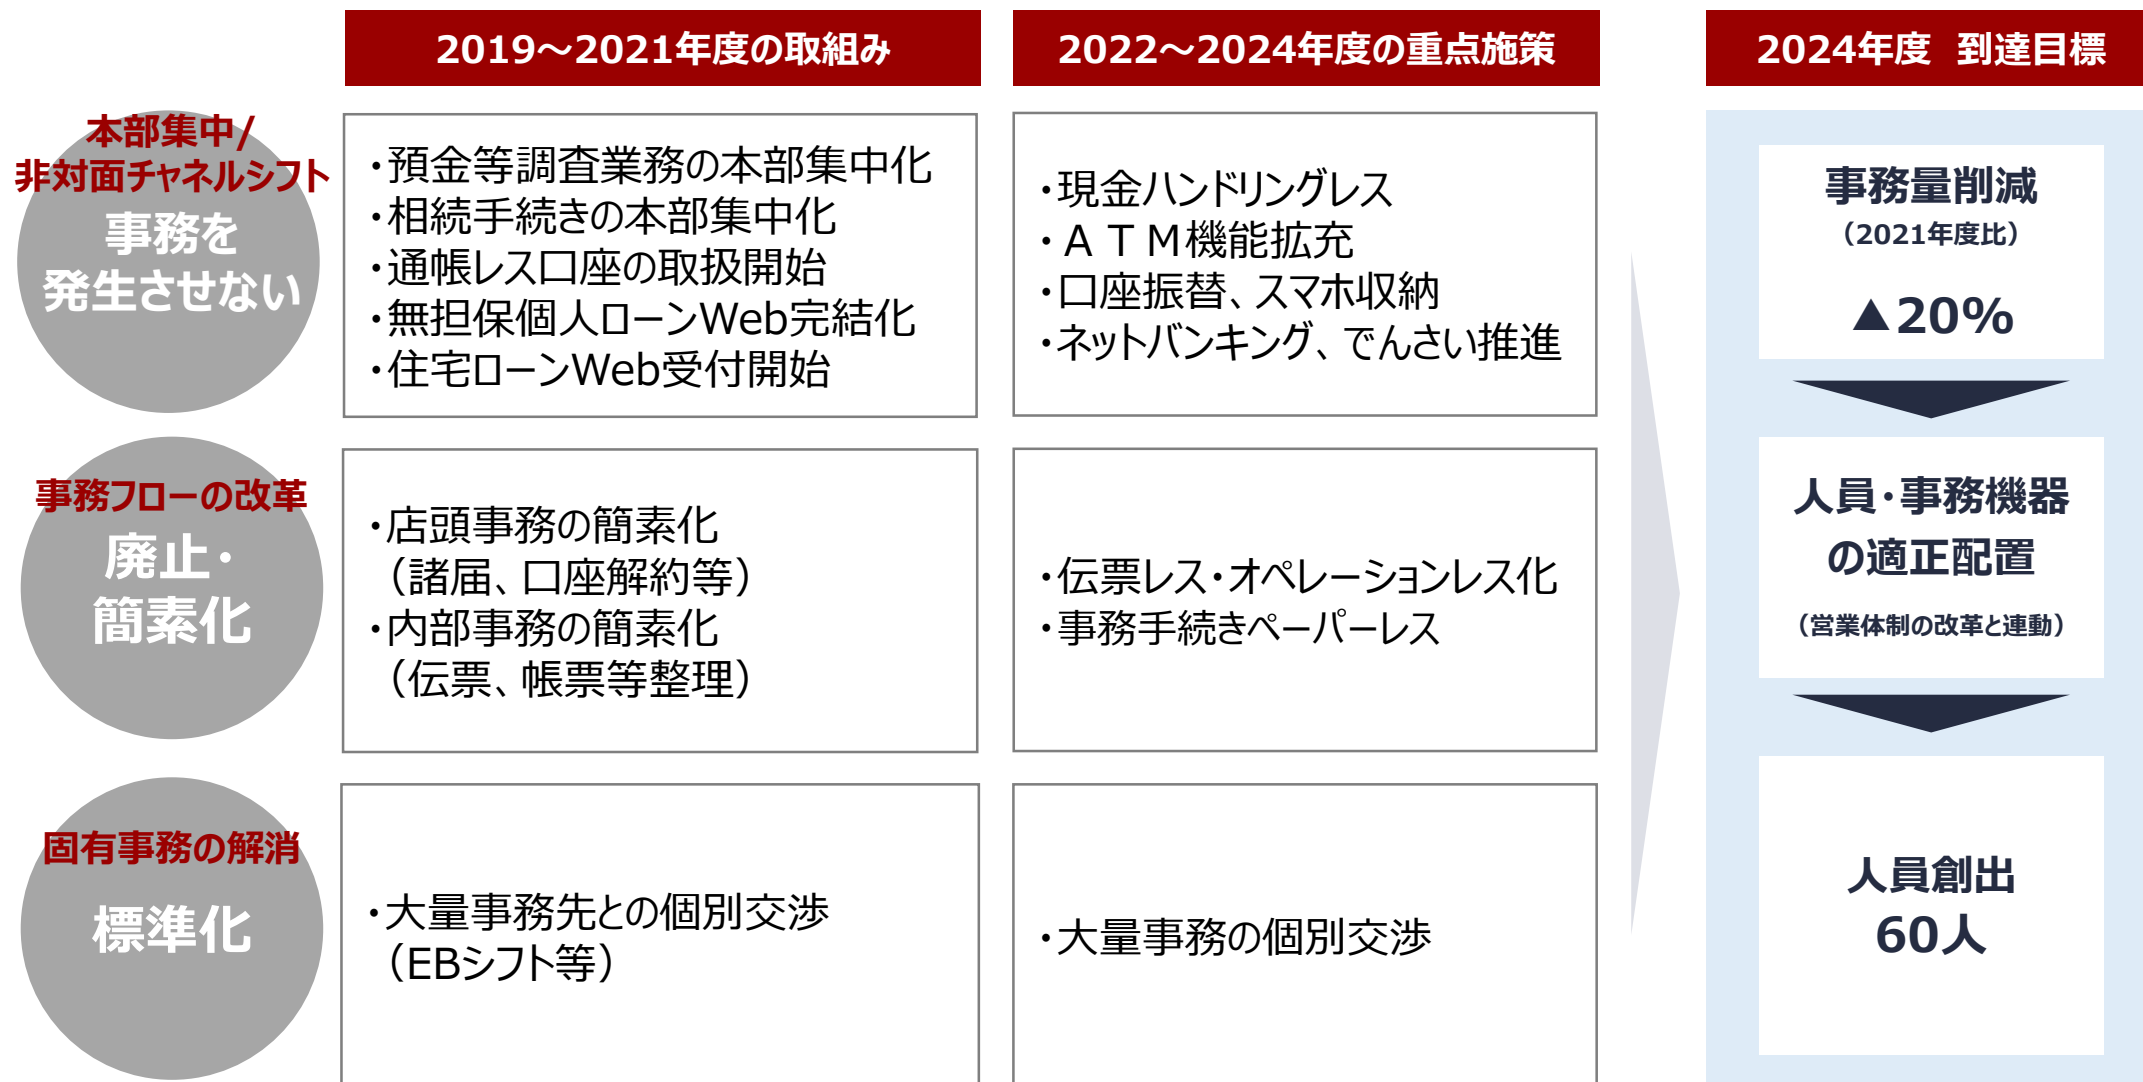 2019～2021年度の取組み
2022～2024年度の重点施策
2024年度 到達目標
本部集中/
非対面チャネルシフト
事務を
発生させない
・預金等調査業務の本部集中化
・相続手続きの本部集中化
・通帳レス口座の取扱開始
・無担保個人ローンWeb完結化
・住宅ローンWeb受付開始
・現金ハンドリングレス
・ＡＴＭ機能拡充
・口座振替、スマホ収納
・ネットバンキング、でんさい推進
事務量削減
（2021年度比）
▲20%
事務フローの改革
廃止・
簡素化
・店頭事務の簡素化
（諸届、口座解約等）
・内部事務の簡素化
（伝票、帳票等整理）
・伝票レス・オペレーションレス化
・事務手続きペーパーレス
人員・事務機器
の適正配置
（営業体制の改革と連動）
固有事務の解消
標準化
・大量事務先との個別交渉
（EBシフト等）
・大量事務の個別交渉
人員創出
60人